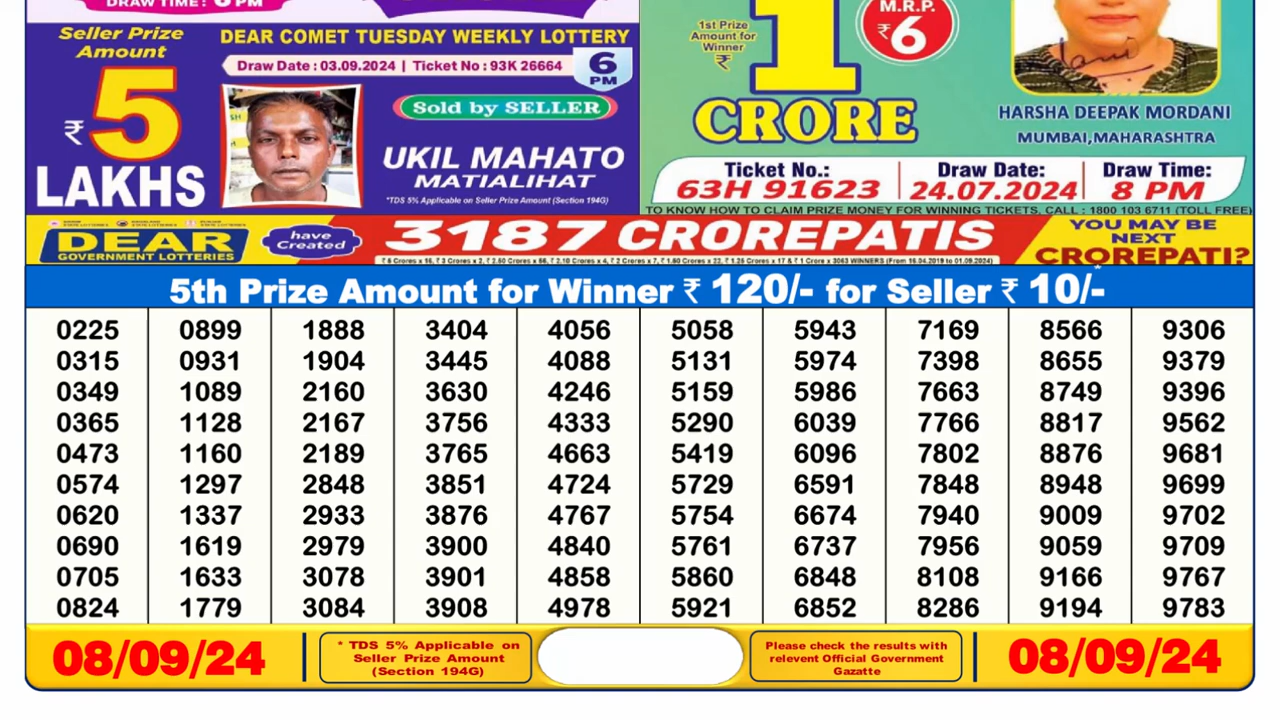 DRAW TIME: 6 PM
Seller Prize
Amount
₹ 5
LAKHS
DEAR COMET TUESDAY WEEKLY LOTTERY
Draw Date : 03.09.2024 | Ticket No : 93K 26664
6
PM
Sold by SELLER
UKIL MAHATO
MATIALIHAT
*TDS 5% Applicable on Seller Prize Amount (Section 194G)
1st Prize
Amount for
Winner
₹
1
CRORE
M.R.P.
₹6
HARSHA DEEPAK MORDANI
MUMBAI,MAHARASHTRA
Ticket No.: Draw Date: Draw Time:
63H 91623 24.07.2024 8 PM
TO KNOW HOW TO CLAIM PRIZE MONEY FOR WINNING TICKETS, CALL : 1800 103 6711 (TOLL FREE)
DEAR
GOVERNMENT LOTTERIES
have
Created
3187 CROREPATIS
YOU MAY BE
NEXT
CROREPATI?
5th Prize Amount for Winner ₹ 120/- for Seller ₹ 10/-*
0225 0899 1888 3404 4056 5058 5943 7169 8566 9306
0315 0931 1904 3445 4088 5131 5974 7398 8655 9379
0349 1089 2160 3630 4246 5159 5986 7663 8749 9396
0365 1128 2167 3756 4333 5290 6039 7766 8817 9562
0473 1160 2189 3765 4663 5419 6096 7802 8876 9681
0574 1297 2848 3851 4724 5729 6591 7848 8948 9699
0620 1337 2933 3876 4767 5754 6674 7940 9009 9702
0690 1619 2979 3900 4840 5761 6737 7956 9059 9709
0705 1633 3078 3901 4858 5860 6848 8108 9166 9767
0824 1779 3084 3908 4978 5921 6852 8286 9194 9783
08/09/24
* TDS 5% Applicable on
Seller Prize Amount
(Section 194G)
Please check the results with
relevent Official Government
Gazatte
08/09/24